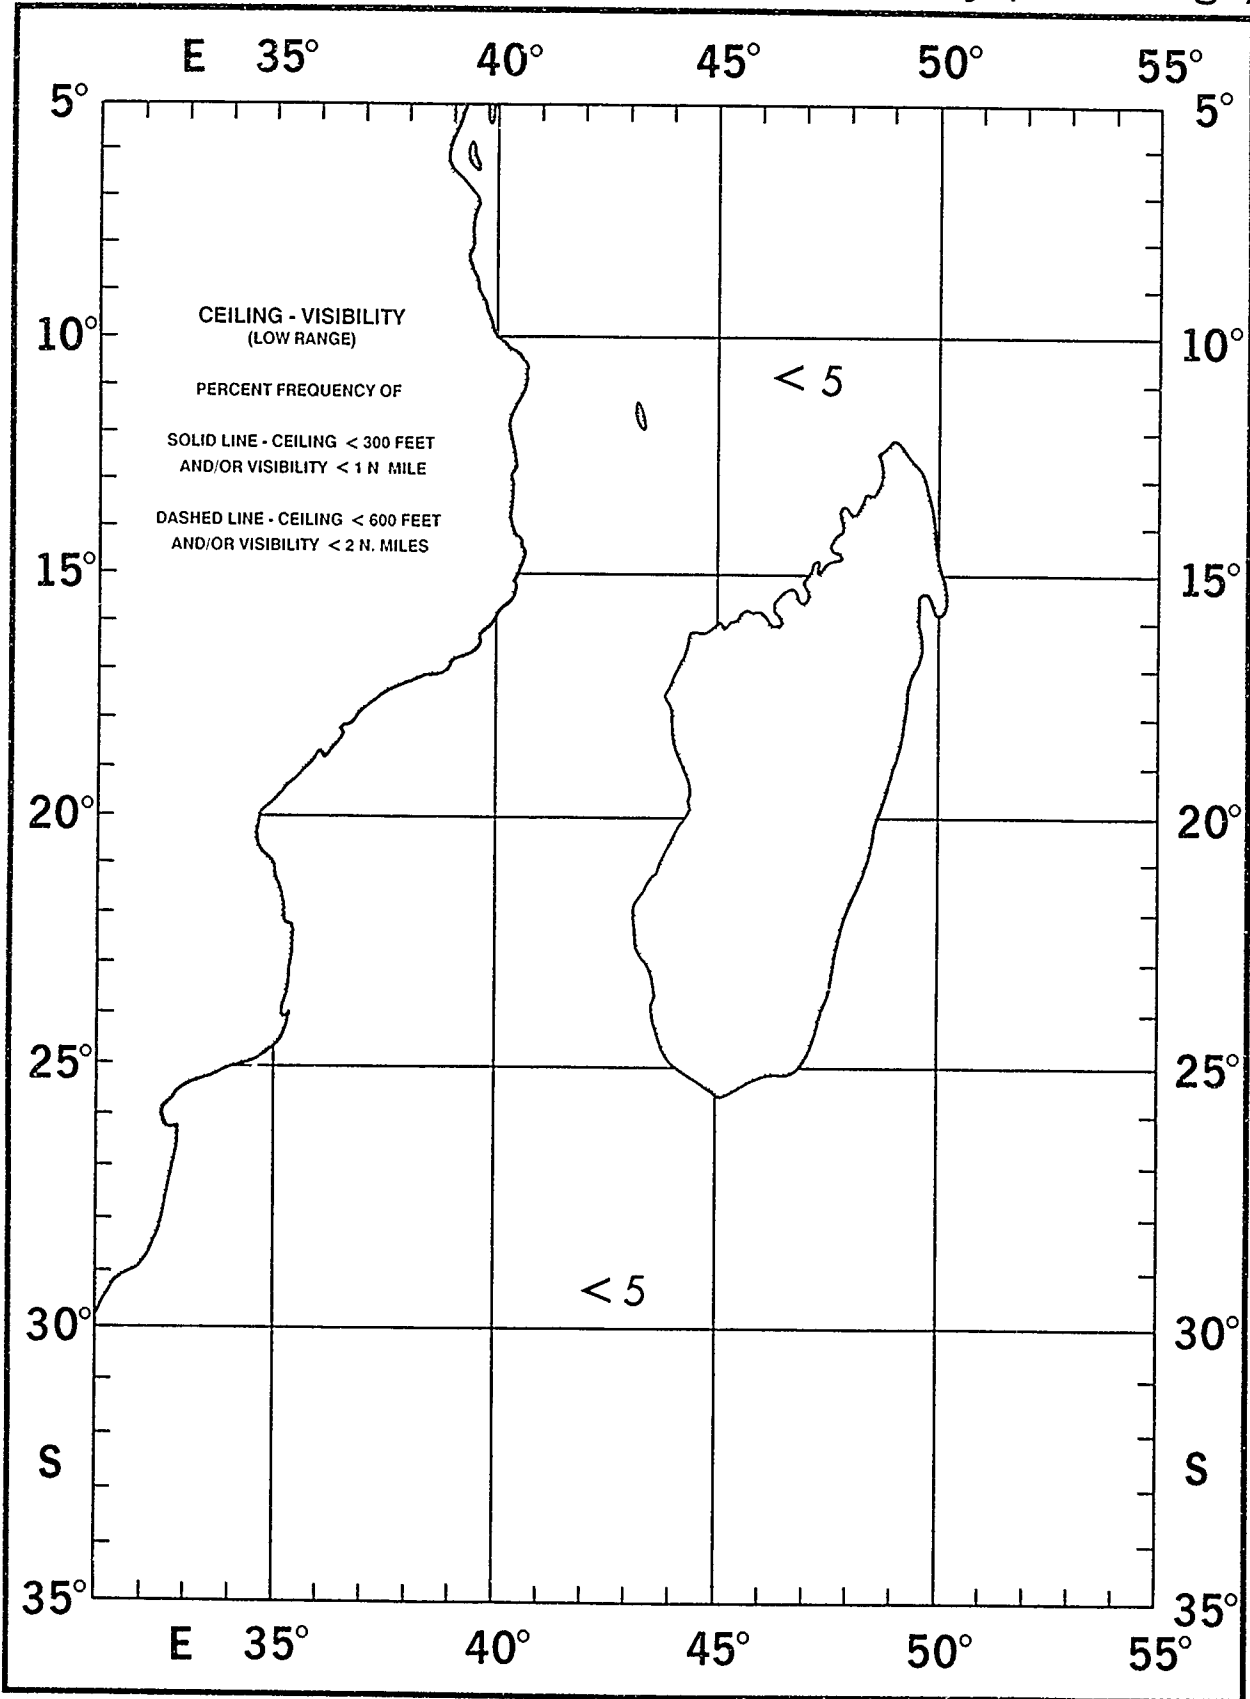 E 35° 40° 45° 50° 55°
5° 5°
CEILING - VISIBILITY
(LOW RANGE)
10° 10°
< 5
PERCENT FREQUENCY OF
SOLID LINE - CEILING < 300 FEET
AND/OR VISIBILITY < 1 N MILE
DASHED LINE - CEILING < 600 FEET
AND/OR VISIBILITY < 2 N. MILES
15° 15°
20° 20°
25° 25°
< 5
30° 30°
S S
35° 35°
E 35° 40° 45° 50° 55°